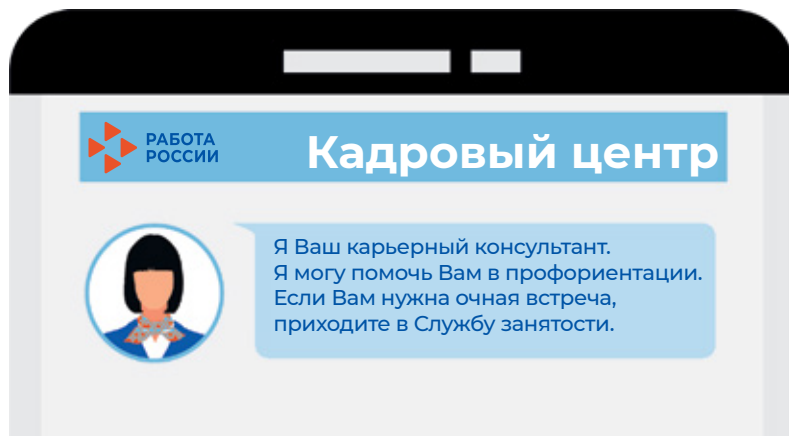 РАБОТА
РОССИИ
Кадровый центр
Я Ваш карьерный консультант.
Я могу помочь Вам в профориентации.
Если Вам нужна очная встреча,
приходите в Службу занятости.